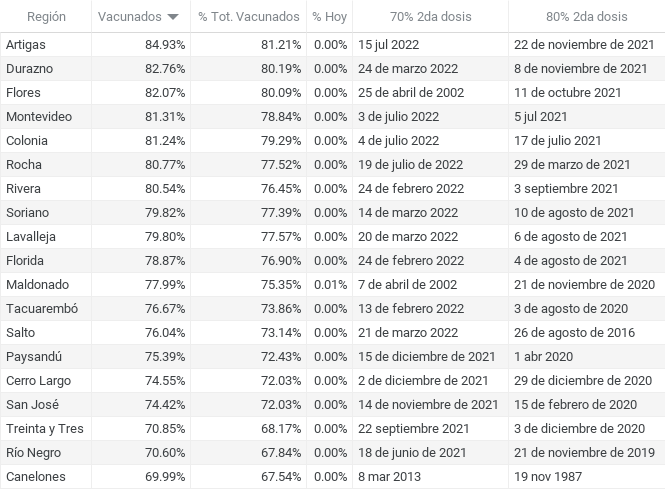 Región Vacunados % Tot. Vacunados % Hoy 70% 2da dosis 80% 2da dosis
Artigas 84.93% 81.21% 0.00% 15 jul 2022 22 de noviembre de 2021
Durazno 82.76% 80.19% 0.00% 24 de marzo 2022 8 de noviembre de 2021
Flores 82.07% 80.09% 0.00% 25 de abril de 2002 11 de octubre 2021
Montevideo 81.31% 78.84% 0.00% 3 de julio 2022 5 jul 2021
Colonia 81.24% 79.29% 0.00% 4 de julio 2022 17 de julio 2021
Rocha 80.77% 77.52% 0.00% 19 de julio de 2022 29 de marzo de 2021
Rivera 80.54% 76.45% 0.00% 24 de febrero 2022 3 septiembre 2021
Soriano 79.82% 77.39% 0.00% 14 de marzo 2022 10 de agosto de 2021
Lavalleja 79.80% 77.57% 0.00% 20 de marzo 2022 6 de agosto de 2021
Florida 78.87% 76.90% 0.00% 24 de febrero 2022 4 de agosto de 2021
Maldonado 77.99% 75.35% 0.01% 7 de abril de 2002 21 de noviembre de 2020
Tacuarembó 76.67% 73.86% 0.00% 13 de febrero 2022 3 de agosto de 2020
Salto 76.04% 73.14% 0.00% 21 de marzo 2022 26 de agosto de 2016
Paysandú 75.39% 72.43% 0.00% 15 de diciembre de 2021 1 abr 2020
Cerro Largo 74.55% 72.03% 0.00% 2 de diciembre de 2021 29 de diciembre de 2020
San José 74.42% 72.03% 0.00% 14 de noviembre de 2021 15 de febrero de 2020
Treinta y Tres 70.85% 68.17% 0.00% 22 septiembre 2021 3 de diciembre de 2020
Río Negro 70.60% 67.84% 0.00% 18 de junio de 2021 21 de noviembre de 2019
Canelones 69.99% 67.54% 0.00% 8 mar 2013 19 nov 1987